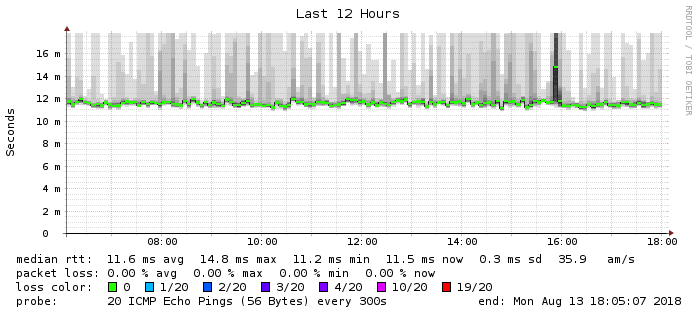 Last 12 Hours
RRDTOOL / TOBI OETIKER
Seconds
16 m
14 m
12 m
10 m
8 m
6 m
4 m
2 m
0
08:00 10:00 12:00 14:00 16:00 18:00
median rtt: 11.6 ms avg 14.8 ms max 11.2 ms min 11.5 ms now 0.3 ms sd 35.9 am/s
packet loss: 0.00 % avg 0.00 % max 0.00 % min 0.00 % now
loss color: 0 1/20 2/20 3/20 4/20 10/20 19/20
probe: 20 ICMP Echo Pings (56 Bytes) every 300s end: Mon Aug 13 18:05:07 2018